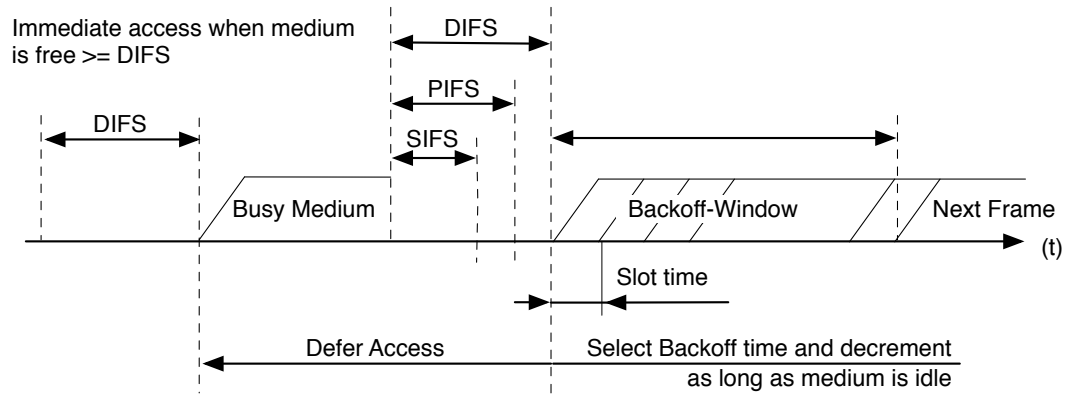 Immediate access when medium
is free >= DIFS
DIFS
DIFS
PIFS
SIFS
Busy Medium
Backoff-Window
Next Frame
(t)
Slot time
Defer Access
Select Backoff time and decrement
as long as medium is idle